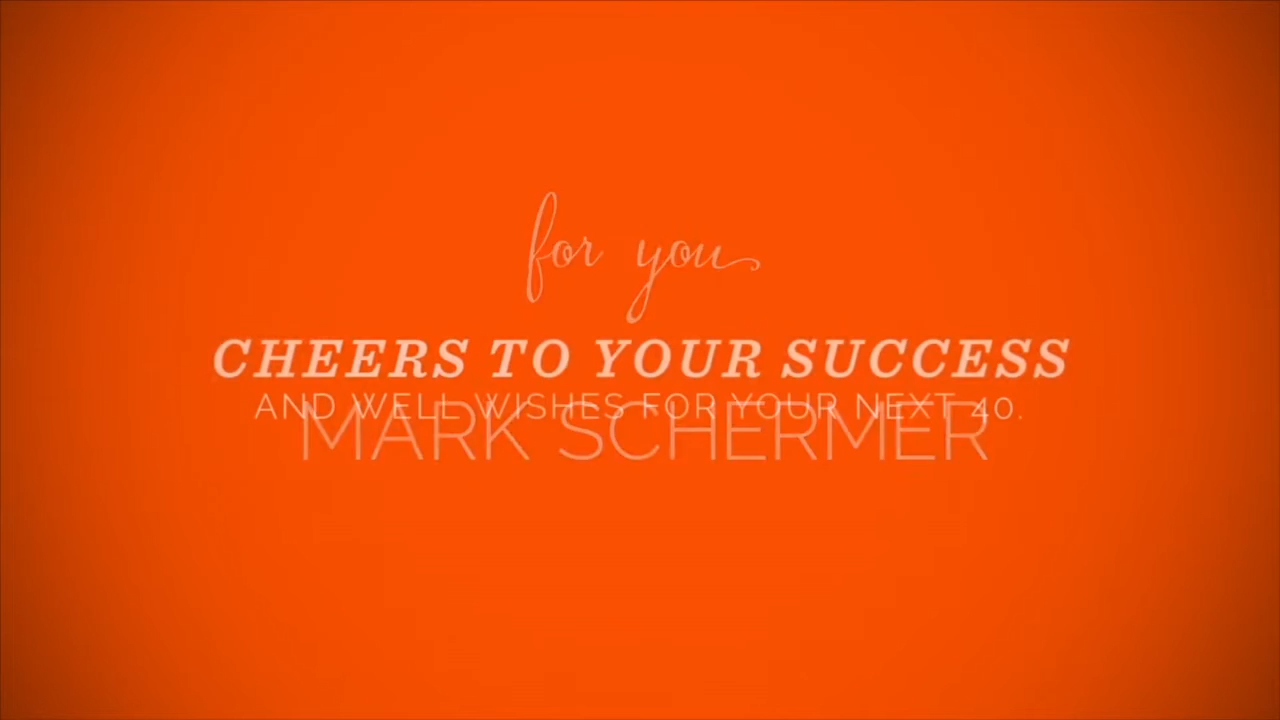 for you
CHEERS TO YOUR SUCCESS
AND WELL WISHES FOR YOUR NEXT 40.
MARK SCHERMER